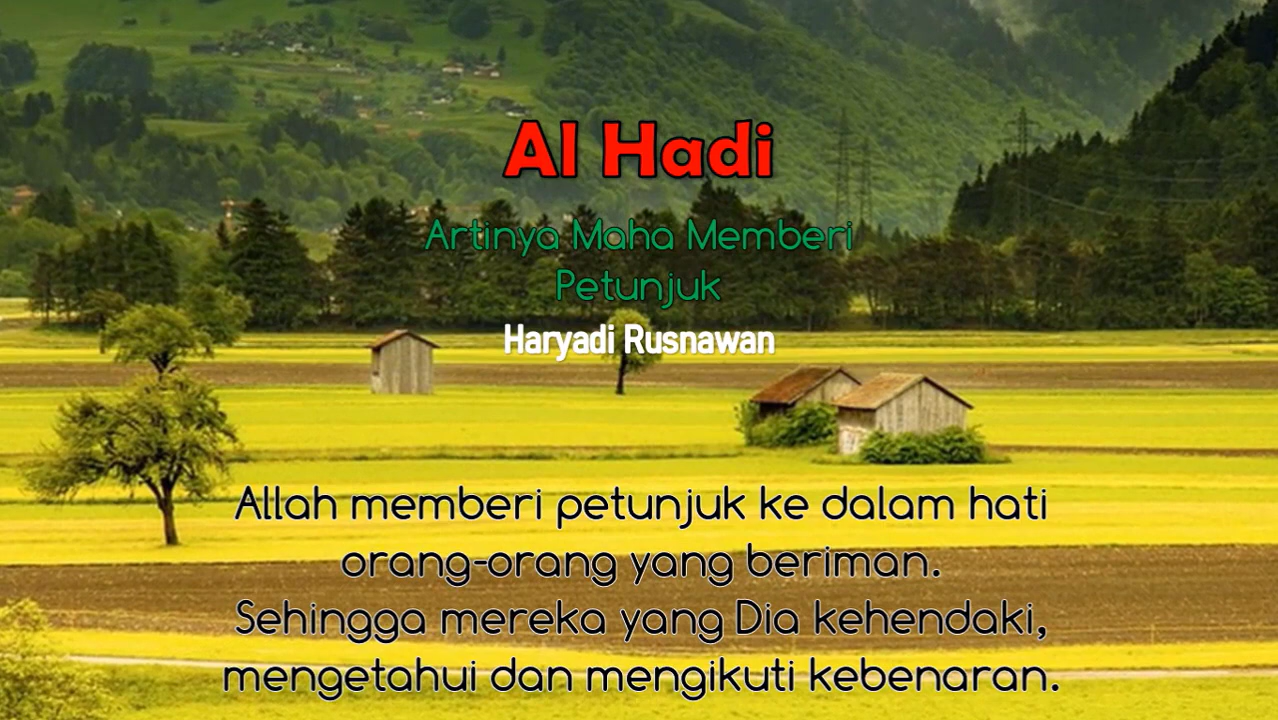 Al Hadi
Artinya Maha Memberi
Petunjuk
Haryadi Rusnawan
Allah memberi petunjuk ke dalam hati
orang-orang yang beriman.
Sehingga mereka yang Dia kehendaki,
mengetahui dan mengikuti kebenaran.